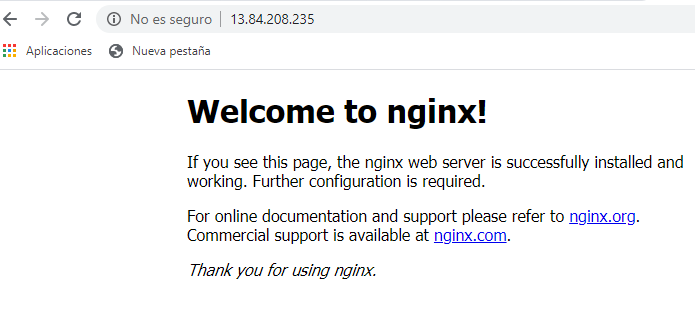 No es seguro | 13.84.208.235
Aplicaciones Nueva pestaña
Welcome to nginx!
If you see this page, the nginx web server is successfully installed and
working. Further configuration is required.
For online documentation and support please refer to nginx.org.
Commercial support is available at nginx.com.
Thank you for using nginx.